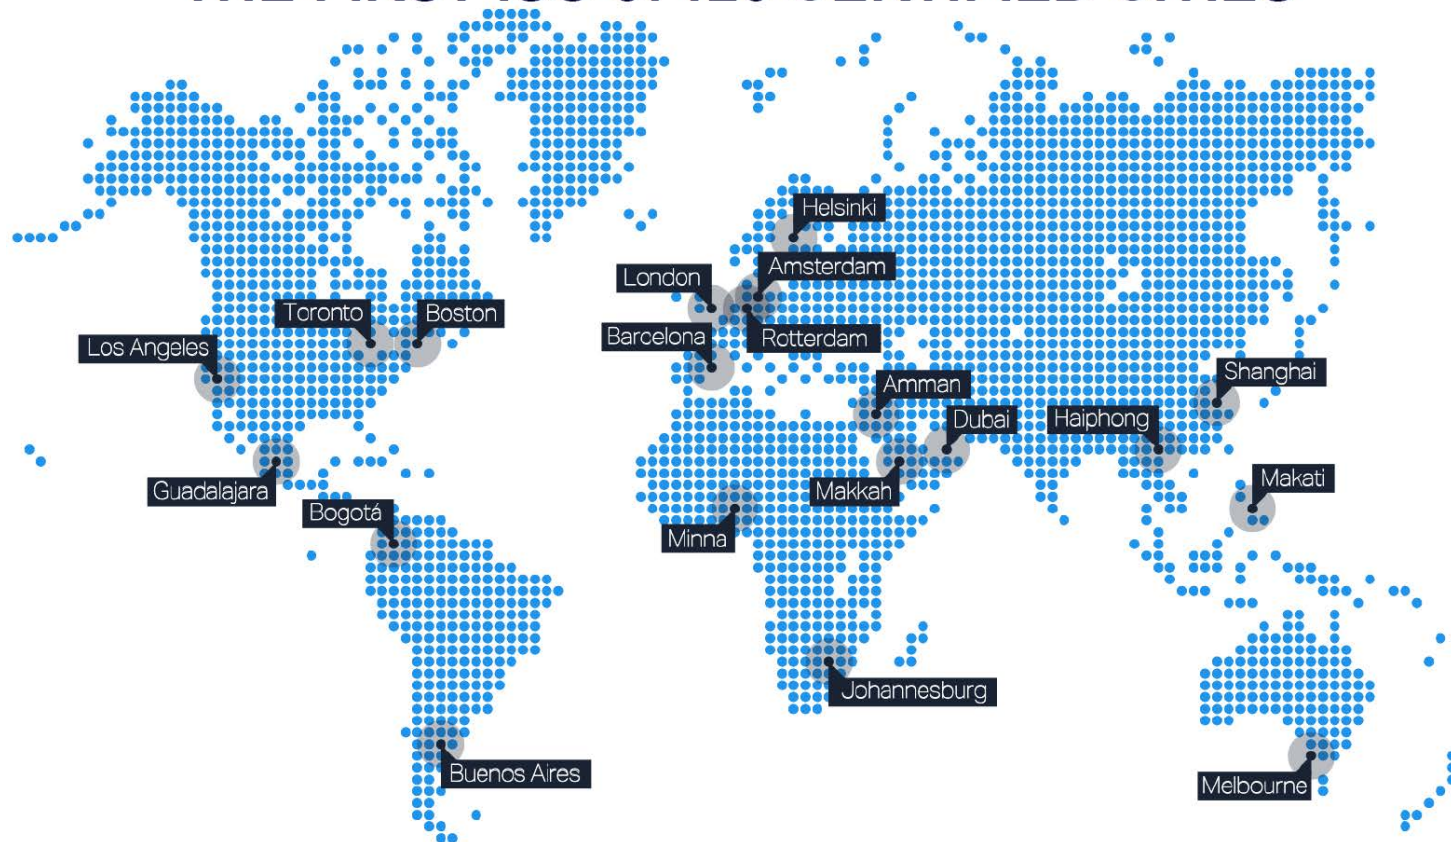 Helsinki
Amsterdam
London
Toronto
Boston
Barcelona
Rotterdam
Los Angeles
Shanghai
Amman
Dubai
Haiphong
Makkah
Makati
Guadalajara
Bogotá
Minna
Johannesburg
Buenos Aires
Melbourne